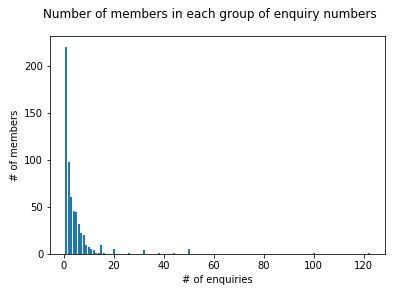 Number of members in each group of enquiry numbers
200
150
100
50
0
# of members
0 20 40 60 80 100 120
# of enquiries